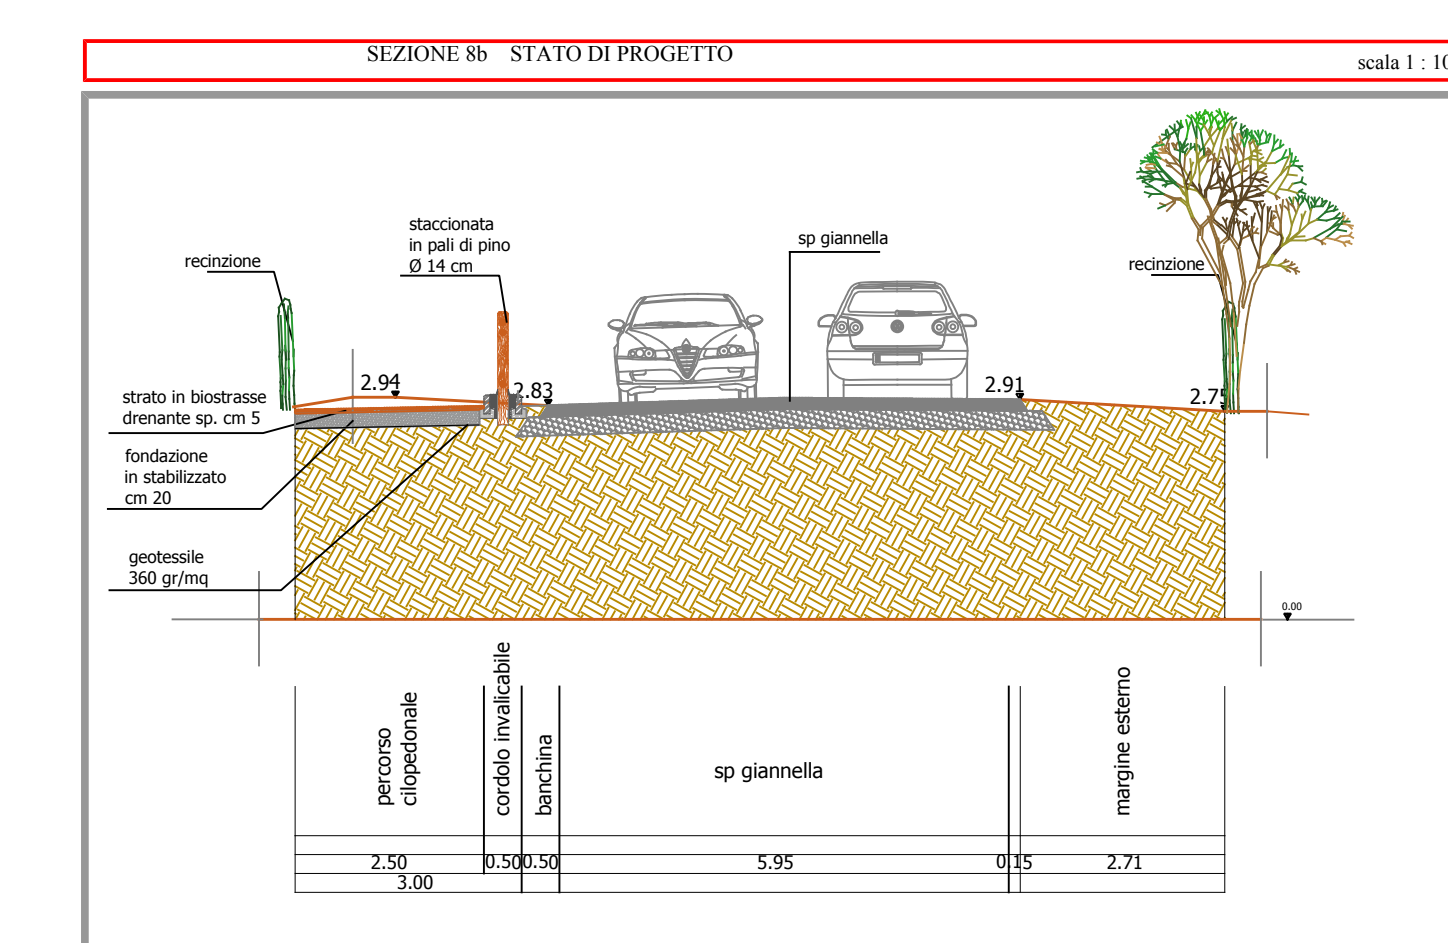 SEZIONE 8b STATO DI PROGETTO
scala 1 : 10
staccionata
in pali di pino
Ø 14 cm
sp giannella
recinzione
recinzione
2.94
2.83
2.91
2.75
strato in biostrasse
drenante sp. cm 5
fondazione
in stabilizzato
cm 20
geotessile
360 gr/mq
0.00
percorso
cilopedonale
cordolo invalicabile
banchina
sp giannella
margine esterno
2.50
0.50
0.50
5.95
0.15
2.71
3.00